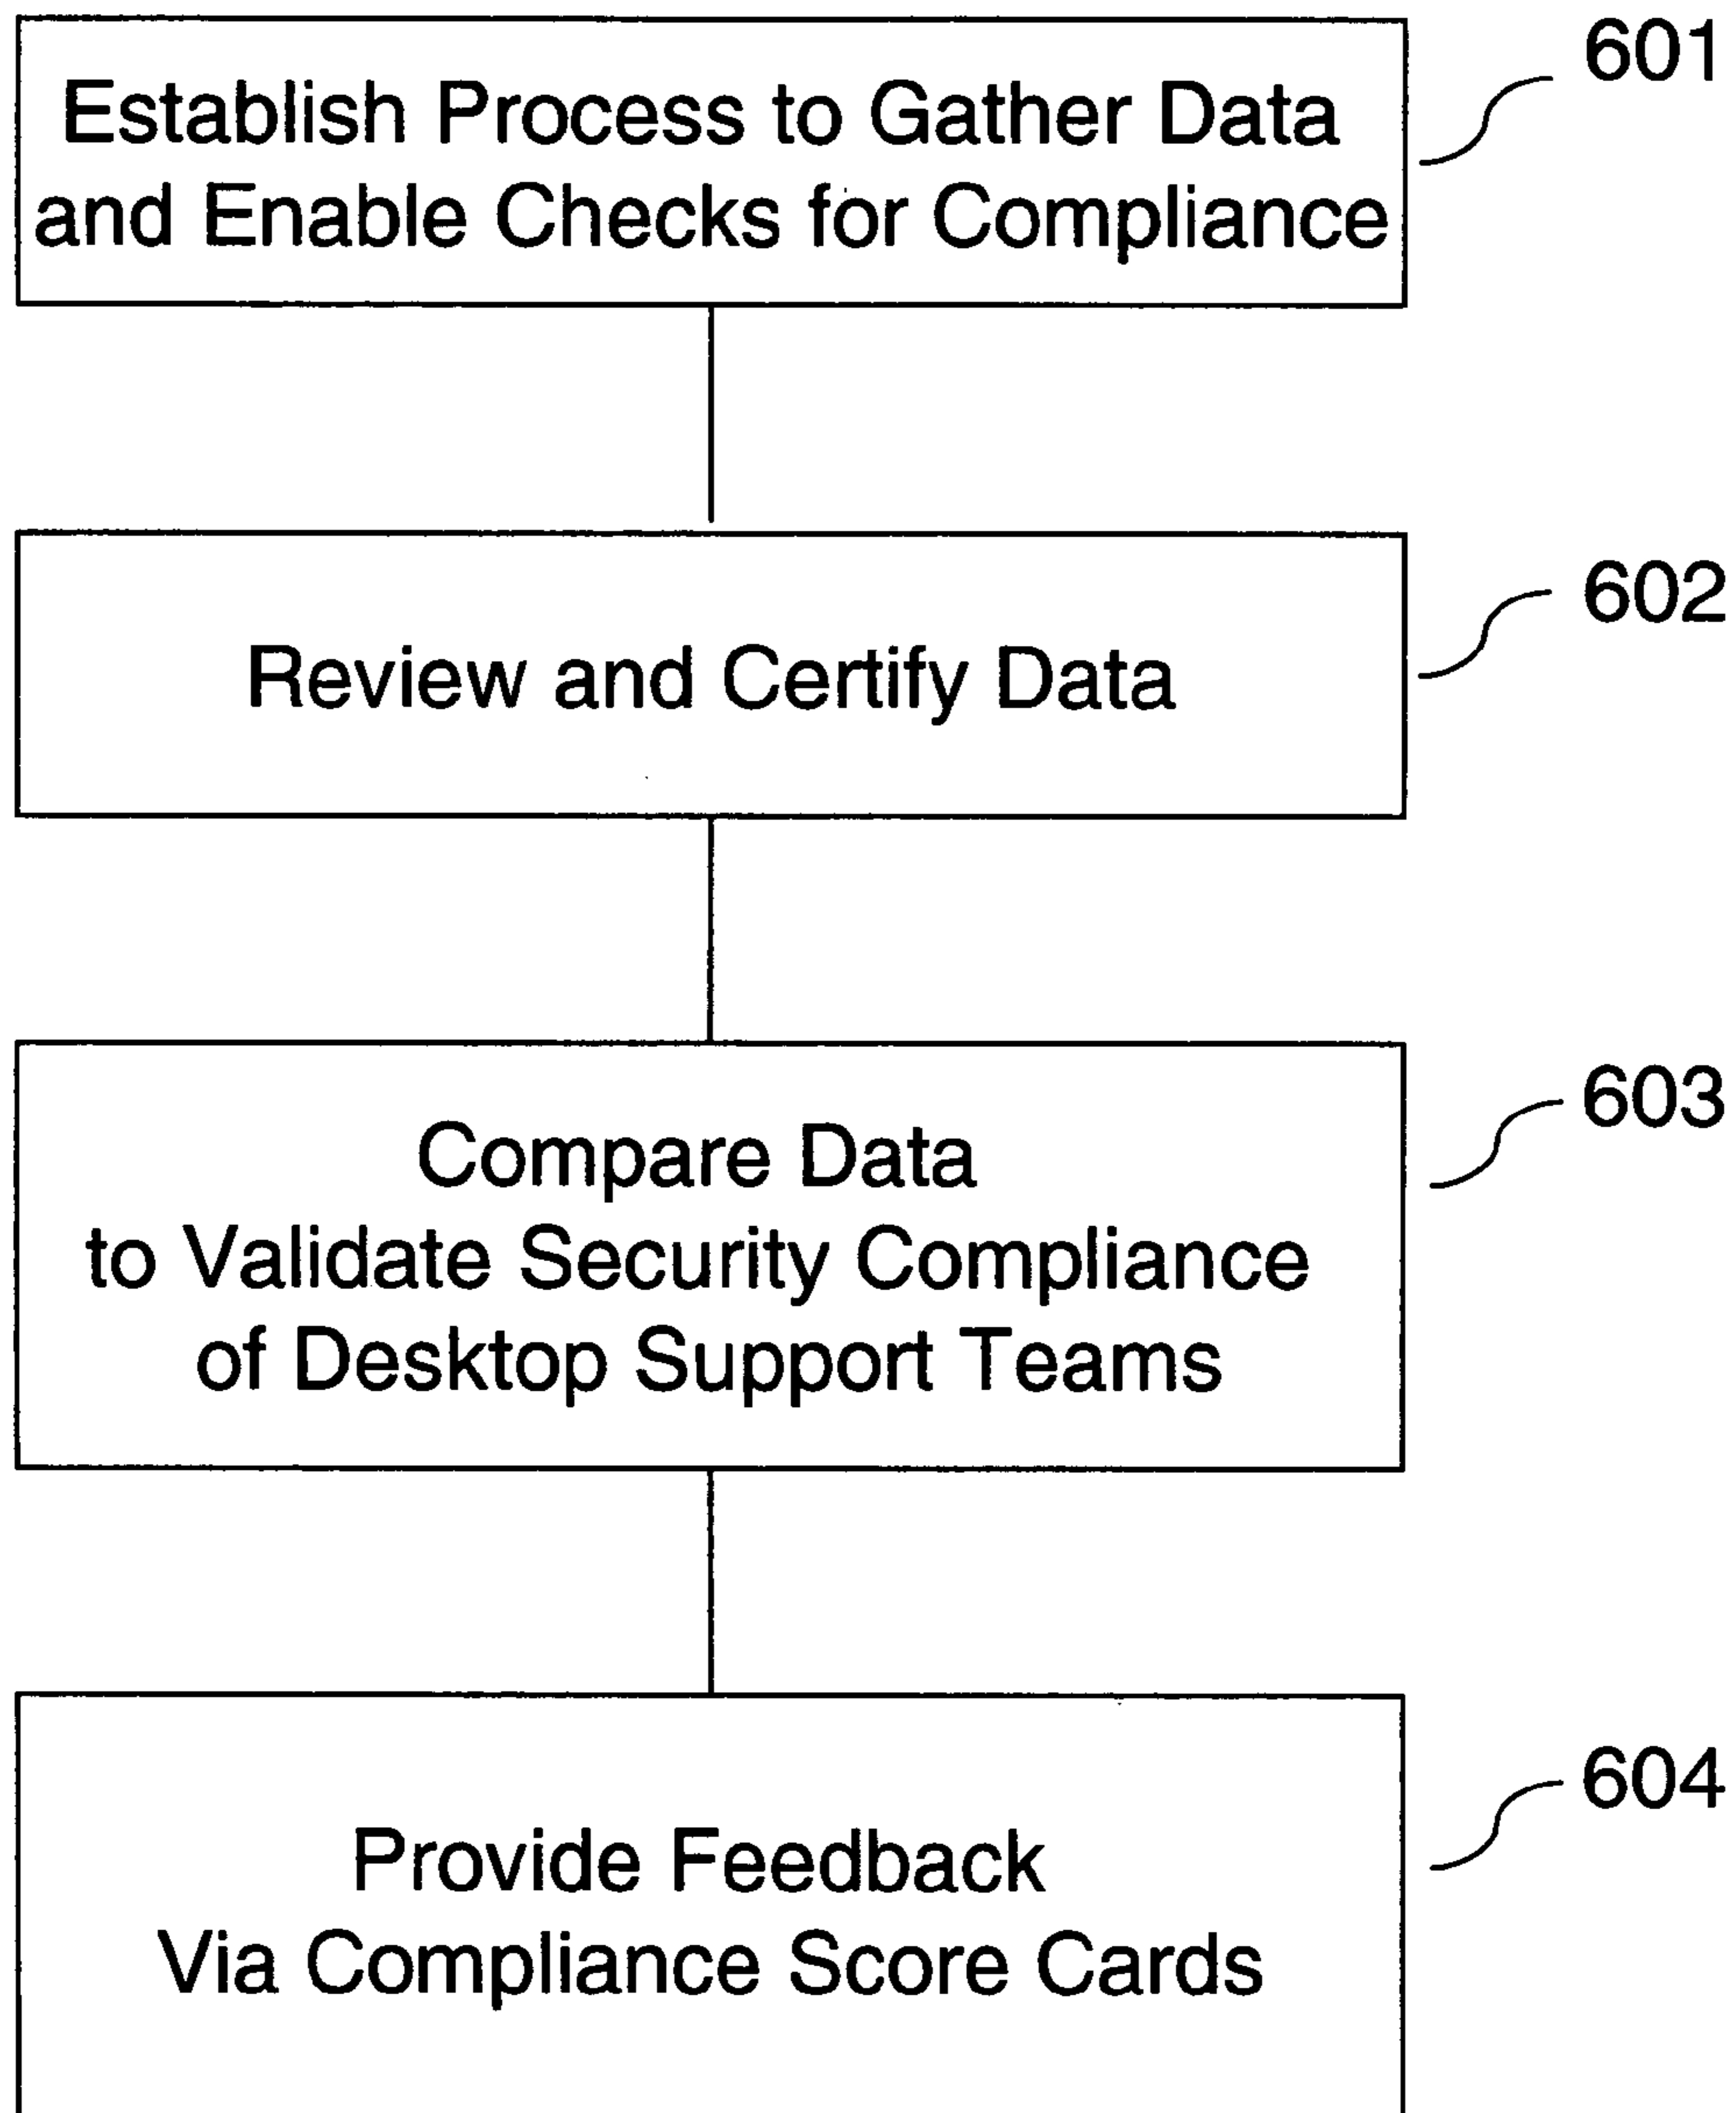 601
Establish Process to Gather Data
and Enable Checks for Compliance
602
Review and Certify Data
603
Compare Data
to Validate Security Compliance
of Desktop Support Teams
604
Provide Feedback
Via Compliance Score Cards